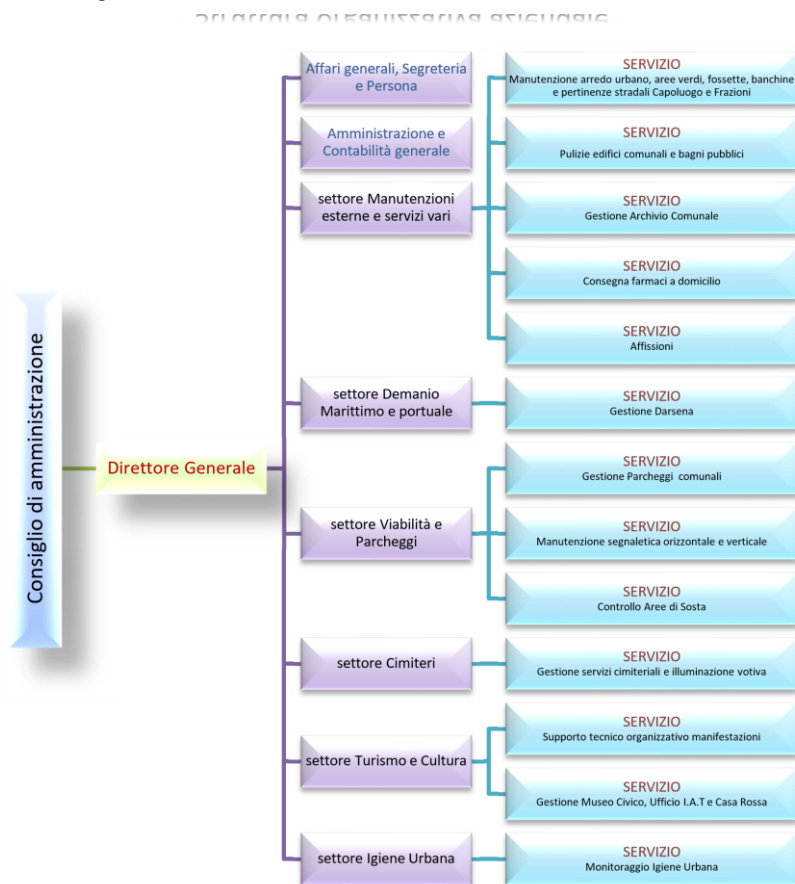 Struttura organizzativa aziendale
Consiglio di amministrazione
Direttore Generale
Affari generali, Segreteria
e Persona
Amministrazione e
Contabilità generale
settore Manutenzioni
esterne e servizi vari
SERVIZIO
Manutenzione arredo urbano, aree verdi, fossette, banchine
e pertinenze stradali Capoluogo e Frazioni
SERVIZIO
Pulizie edifici comunali e bagni pubblici
SERVIZIO
Gestione Archivio Comunale
SERVIZIO
Consegna farmaci a domicilio
SERVIZIO
Affissioni
settore Demanio
Marittimo e portuale
SERVIZIO
Gestione Darsena
settore Viabilità e
Parcheggi
SERVIZIO
Gestione Parcheggi comunali
SERVIZIO
Manutenzione segnaletica orizzontale e verticale
SERVIZIO
Controllo Aree di Sosta
settore Cimiteri
SERVIZIO
Gestione servizi cimiteriali e illuminazione votiva
settore Turismo e Cultura
SERVIZIO
Supporto tecnico organizzativo manifestazioni
SERVIZIO
Gestione Museo Civico, Ufficio I.A.T e Casa Rossa
settore Igiene Urbana
SERVIZIO
Monitoraggio Igiene Urbana